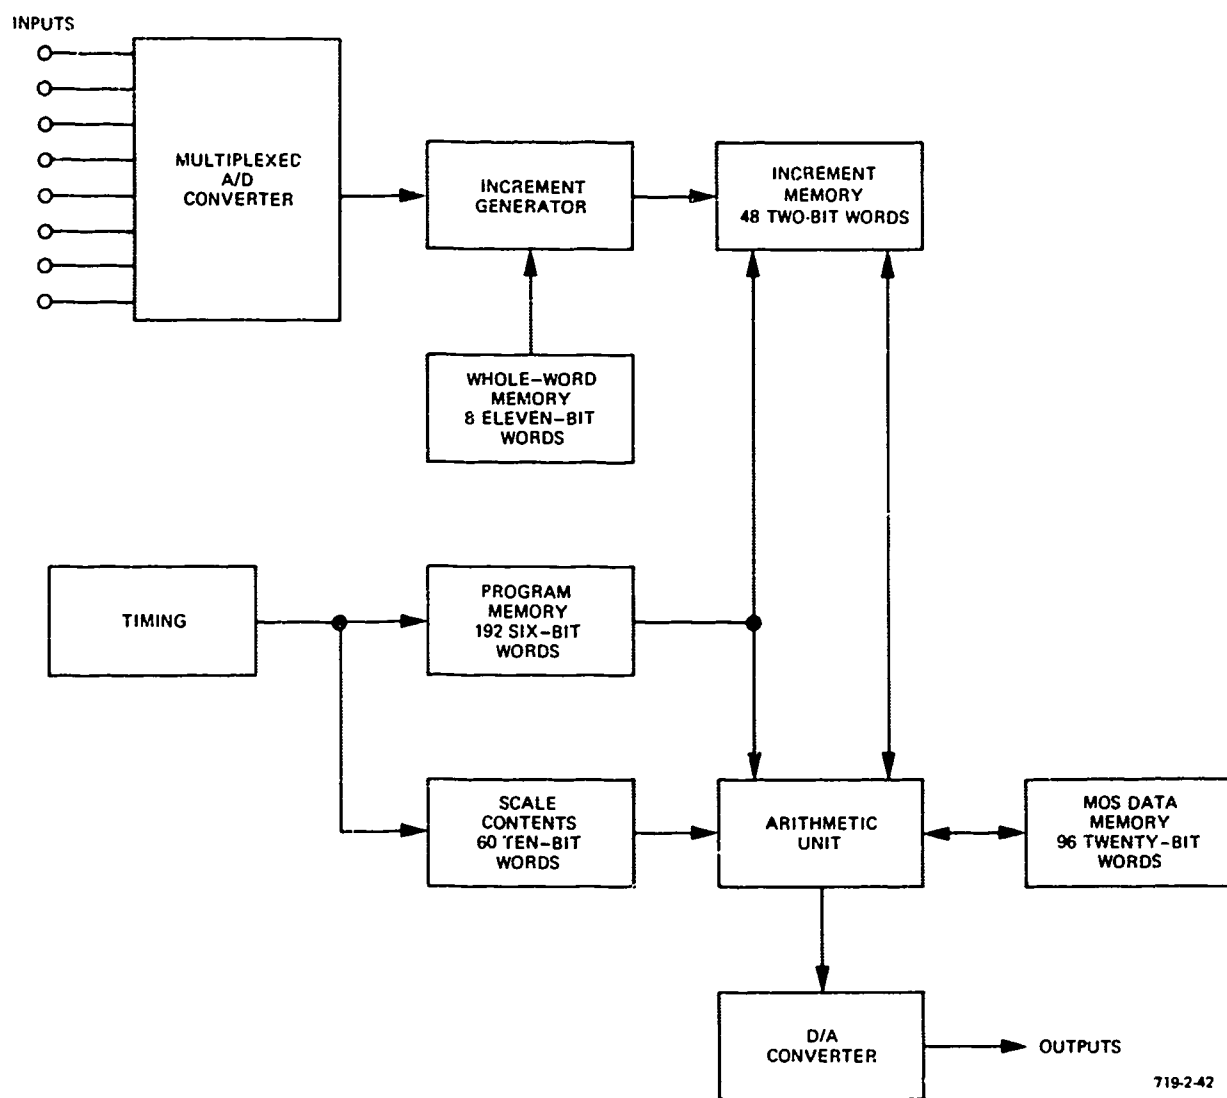 INPUTS
MULTIPLEXED
A/D
CONVERTER
INCREMENT
GENERATOR
INCREMENT
MEMORY
48 TWO-BIT WORDS
WHOLE-WORD
MEMORY
8 ELEVEN-BIT
WORDS
TIMING
PROGRAM
MEMORY
192 SIX-BIT
WORDS
SCALE
CONTENTS
60 TEN-BIT
WORDS
ARITHMETIC
UNIT
MOS DATA
MEMORY
96 TWENTY-BIT
WORDS
D/A
CONVERTER
OUTPUTS
719-2-42